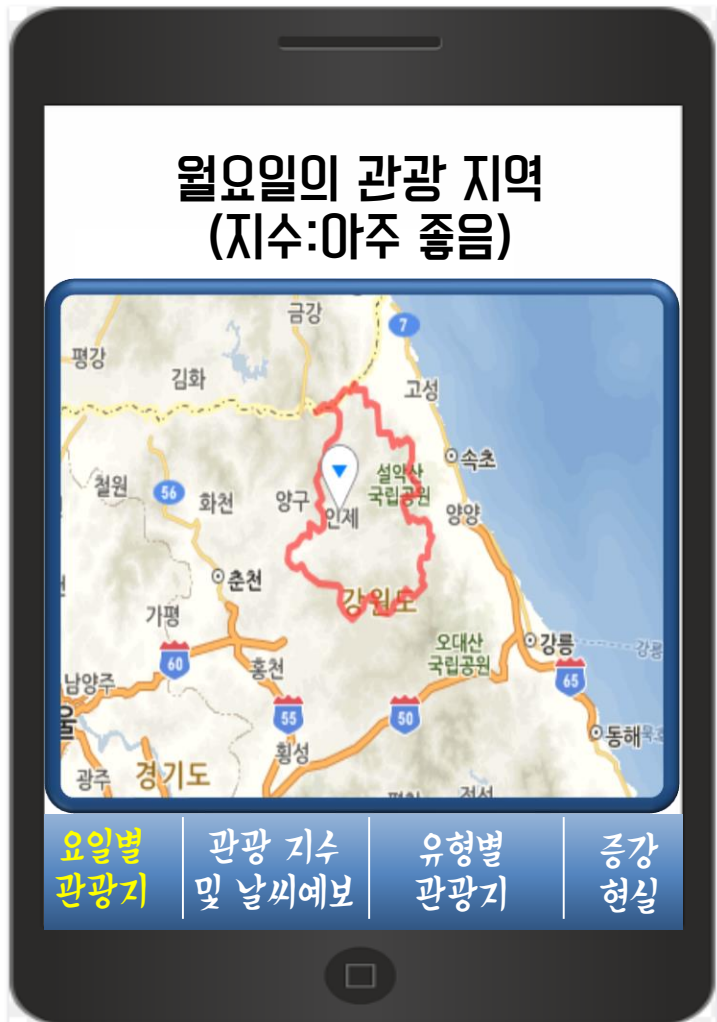 월요일의 관광 지역
(지수:아주 좋음)
금강
7
평강
김화
고성
속초
설악산
국립공원
철원
56
화천
양구
인제
양양
춘천
강원도
가평
오대산
국립공원
강릉
강릉
60
홍천
65
남양주
울
55
50
동해
횡성
광주
경기도
정선
요일별
관광지
관광 지수
및 날씨예보
유형별
관광지
증강
현실